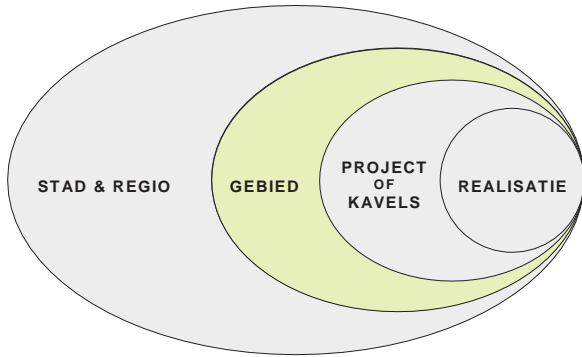 STAD & REGIO
GEBIED
PROJECT
OF
KAVELS
REALISATIE